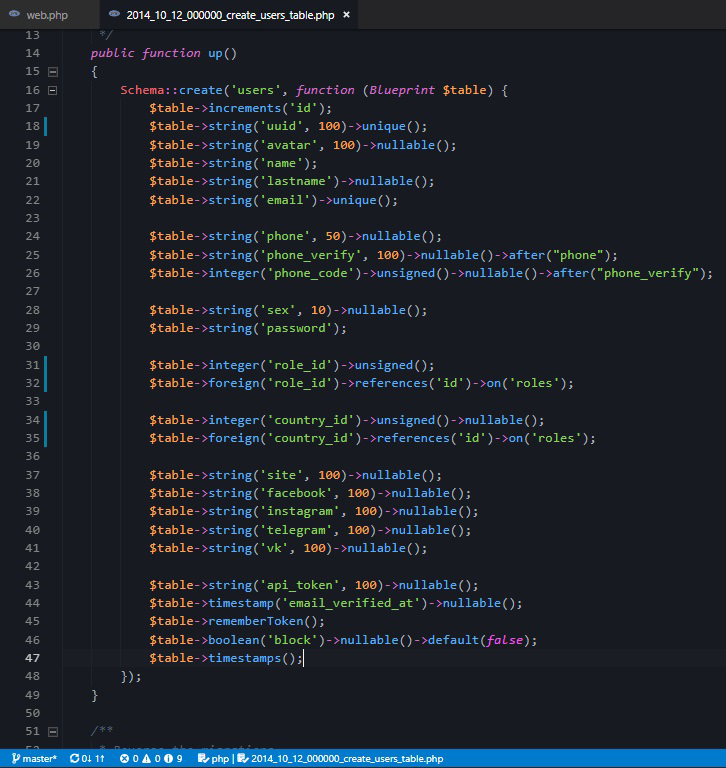 web.php
2014_10_12_000000_create_users_table.php ×
13 */
14 public function up()
15 {
16 Schema::create('users', function (Blueprint $table) {
17 $table->increments('id');
18 $table->string('uuid', 100)->unique();
19 $table->string('avatar', 100)->nullable();
20 $table->string('name');
21 $table->string('lastname')->nullable();
22 $table->string('email')->unique();
23
24 $table->string('phone', 50)->nullable();
25 $table->string('phone_verify', 100)->nullable()->after("phone");
26 $table->integer('phone_code')->unsigned()->nullable()->after("phone_verify");
27
28 $table->string('sex', 10)->nullable();
29 $table->string('password');
30
31 $table->integer('role_id')->unsigned();
32 $table->foreign('role_id')->references('id')->on('roles');
33
34 $table->integer('country_id')->unsigned()->nullable();
35 $table->foreign('country_id')->references('id')->on('roles');
36
37 $table->string('site', 100)->nullable();
38 $table->string('facebook', 100)->nullable();
39 $table->string('instagram', 100)->nullable();
40 $table->string('telegram', 100)->nullable();
41 $table->string('vk', 100)->nullable();
42
43 $table->string('api_token', 100)->nullable();
44 $table->timestamp('email_verified_at')->nullable();
45 $table->rememberToken();
46 $table->boolean('block')->nullable()->default(false);
47 $table->timestamps();
48 });
49 }
50
51 /**
master* 0↓ 1↑ 0 0 9 php | 2014_10_12_000000_create_users_table.php